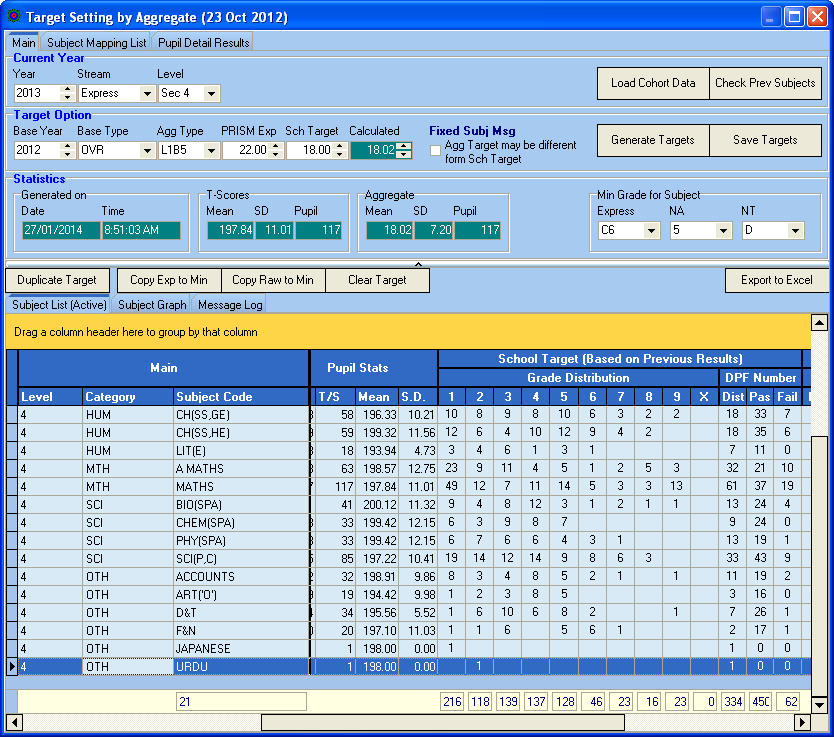 Target Setting by Aggregate (23 Oct 2012)
Main Subject Mapping List Pupil Detail Results
Current Year
Year Stream Level
2013 Express Sec 4 Load Cohort Data Check Prev Subjects
Target Option
Base Year Base Type Agg Type PRISM Exp Sch Target Calculated Fixed Subj Msg
2012 OVR L1B5 22.00 18.00 18.02 Agg Target may be different form Sch Target Generate Targets Save Targets
Statistics
Generated on T-Scores Aggregate Min Grade for Subject
Date Time Mean SD Pupil Mean SD Pupil Express NA NT
27/01/2014 8:51:03 AM 197.84 11.01 117 18.02 7.20 117 C6 5 D
Duplicate Target Copy Exp to Min Copy Raw to Min Clear Target Export to Excel
Subject List (Active) Subject Graph Message Log
Drag a column header here to group by that column
Main Pupil Stats School Target (Based on Previous Results)
Grade Distribution DPF Number
Level Category Subject Code T/S Mean S.D. 1 2 3 4 5 6 7 8 9 X Dist Pas Fail
4 HUM CH(SS,GE) 58 196.33 10.21 10 8 9 8 10 6 3 2 2 18 33 7
4 HUM CH(SS,HE) 59 199.32 11.56 12 6 4 10 12 9 4 2 18 35 6
4 HUM LIT(E) 18 193.94 4.73 3 4 6 1 3 1 7 11 0
4 MTH A MATHS 63 198.57 12.75 23 9 11 4 5 1 2 5 3 32 21 10
4 MTH MATHS 117 197.84 11.01 49 12 7 11 14 5 3 3 13 61 37 19
4 SCI BIO(SPA) 41 200.12 11.32 9 4 8 12 3 1 2 1 1 13 24 4
4 SCI CHEM(SPA) 33 199.42 12.15 6 3 9 8 7 9 24 0
4 SCI PHY(SPA) 33 199.42 12.15 6 7 6 6 4 3 1 13 19 1
4 SCI SCI(P,C) 85 197.22 10.41 19 14 12 14 9 8 6 3 33 43 9
4 OTH ACCOUNTS 32 198.91 9.86 8 3 4 8 5 2 1 1 11 19 2
4 OTH ART('O') 19 194.42 9.98 1 2 3 8 5 3 16 0
4 OTH D&T 34 195.56 5.52 1 6 10 6 8 2 1 7 26 1
4 OTH F&N 20 197.10 11.03 1 1 6 5 6 1 2 17 1
4 OTH JAPANESE 1 198.00 0.00 1 1 0 0
4 OTH URDU 1 198.00 0.00 1 1 0 0
21 216 118 139 137 128 46 23 16 23 0 334 450 62